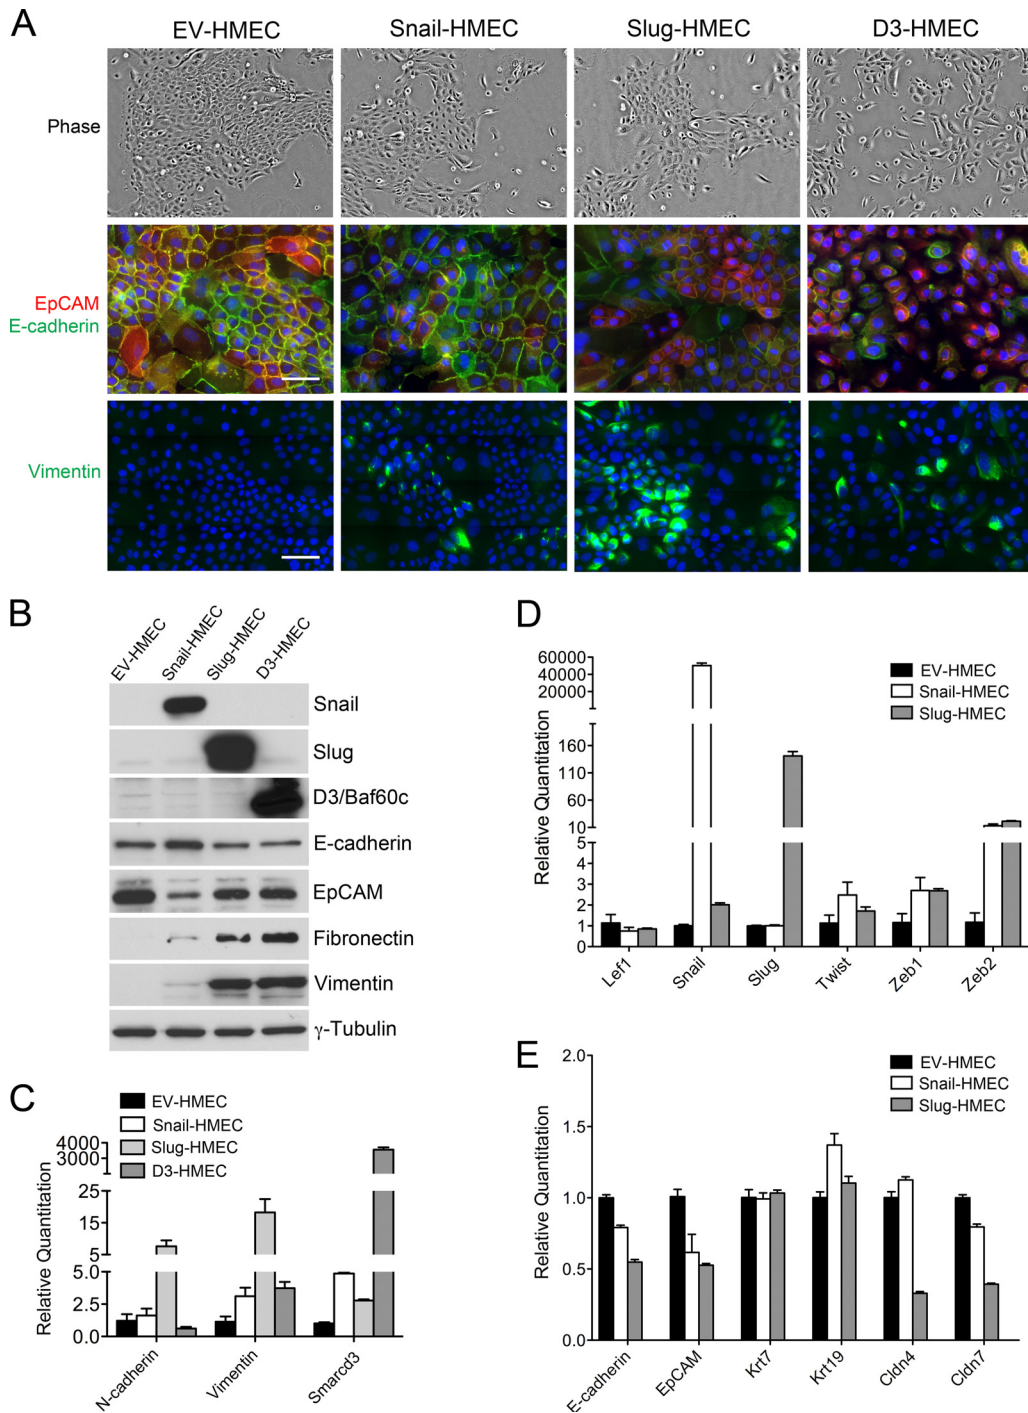 A
EV-HMEC
Snail-HMEC
Slug-HMEC
D3-HMEC
Phase
EpCAM
E-cadherin
Vimentin
B
EV-HMEC
Snail-HMEC
Slug-HMEC
D3-HMEC
Snail
Slug
D3/Baf60c
E-cadherin
EpCAM
Fibronectin
Vimentin
γ-Tubulin
C
EV-HMEC
Snail-HMEC
Slug-HMEC
D3-HMEC
Relative Quantitation
4000
3000
25
15
5
5.0
2.5
0.0
N-cadherin
Vimentin
Smarcd3
D
EV-HMEC
Snail-HMEC
Slug-HMEC
Relative Quantitation
60000
40000
20000
160
110
60
10
5
4
3
2
1
0
Lef1
Snail
Slug
Twist
Zeb1
Zeb2
E
EV-HMEC
Snail-HMEC
Slug-HMEC
Relative Quantitation
2.0
1.5
1.0
0.5
0.0
E-cadherin
EpCAM
Krt7
Krt19
Cldn4
Cldn7